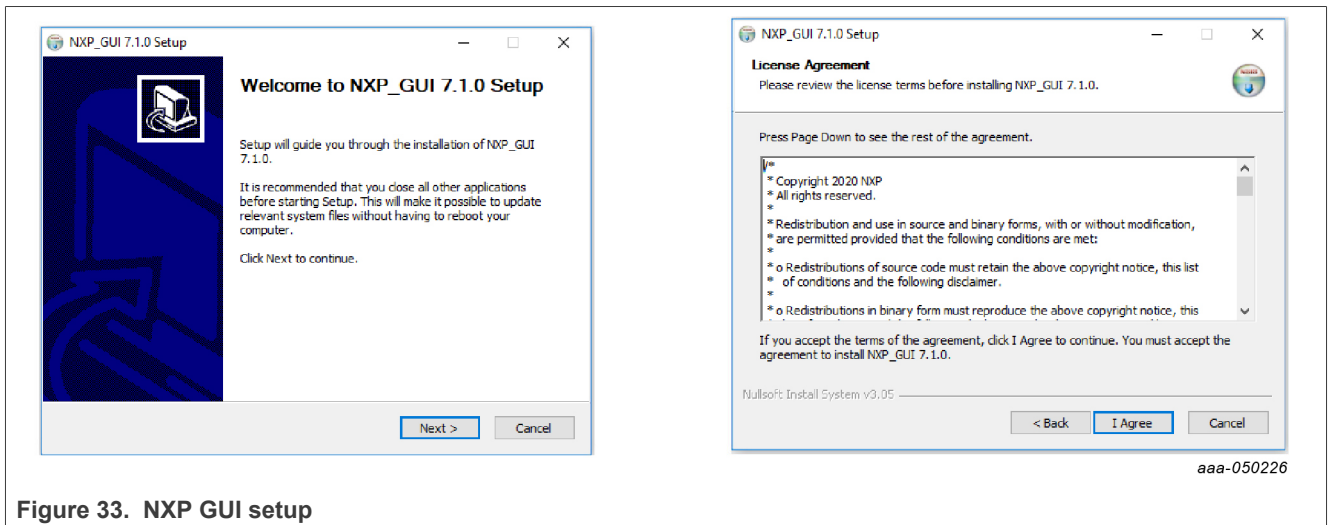 NXP_GUI 7.1.0 Setup
Welcome to NXP_GUI 7.1.0 Setup
Setup will guide you through the installation of NXP_GUI
7.1.0.
It is recommended that you close all other applications
before starting Setup. This will make it possible to update
relevant system files without having to reboot your
computer.
Click Next to continue.
Next >
Cancel
NXP_GUI 7.1.0 Setup
License Agreement
Please review the license terms before installing NXP_GUI 7.1.0.
Press Page Down to see the rest of the agreement.
/*
* Copyright 2020 NXP
* All rights reserved.
*
* Redistribution and use in source and binary forms, with or without modification,
* are permitted provided that the following conditions are met:
*
* o Redistributions of source code must retain the above copyright notice, this list
* of conditions and the following disclaimer.
*
* o Redistributions in binary form must reproduce the above copyright notice, this
If you accept the terms of the agreement, click I Agree to continue. You must accept the
agreement to install NXP_GUI 7.1.0.
Nullsoft Install System v3.05
< Back
I Agree
Cancel
aaa-050226
Figure 33. NXP GUI setup